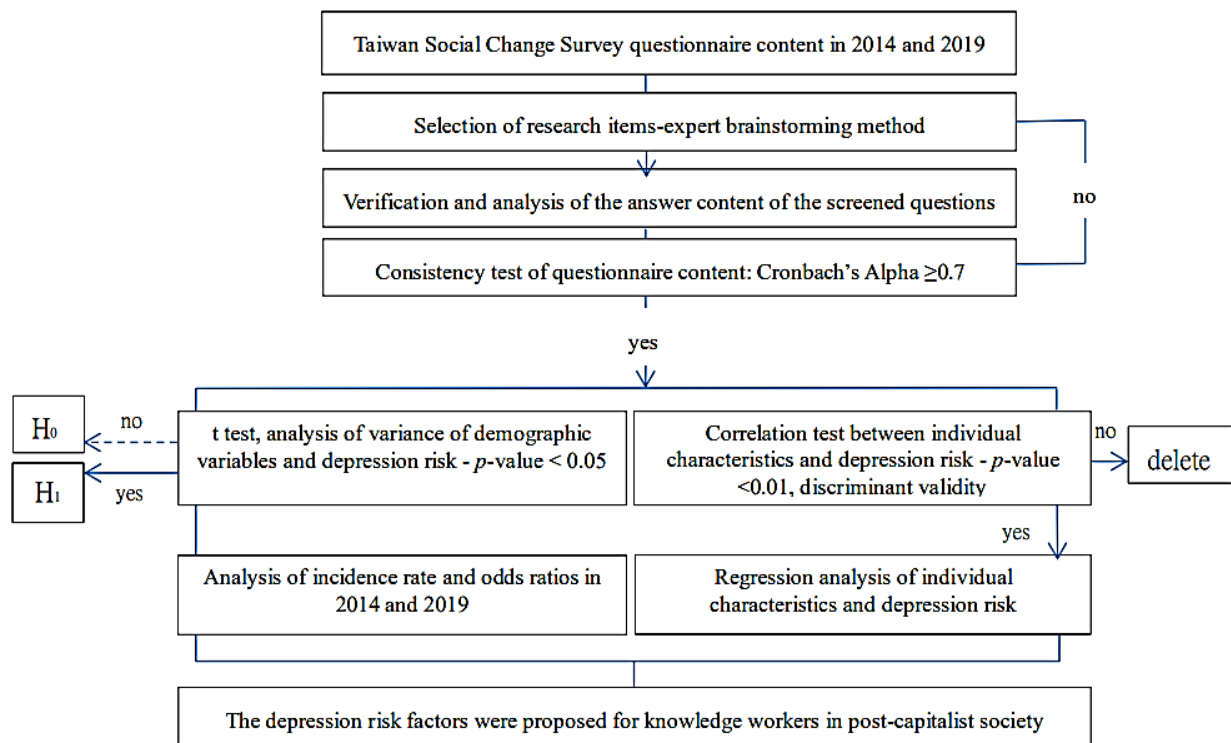 Taiwan Social Change Survey questionnaire content in 2014 and 2019
Selection of research items-expert brainstorming method
Verification and analysis of the answer content of the screened questions
no
Consistency test of questionnaire content: Cronbach's Alpha ≥0.7
yes
H₀
no
H₁
yes
t test, analysis of variance of demographic
variables and depression risk - p-value < 0.05
Correlation test between individual
characteristics and depression risk - p-value
<0.01, discriminant validity
no
delete
yes
Analysis of incidence rate and odds ratios in
2014 and 2019
Regression analysis of individual
characteristics and depression risk
The depression risk factors were proposed for knowledge workers in post-capitalist society